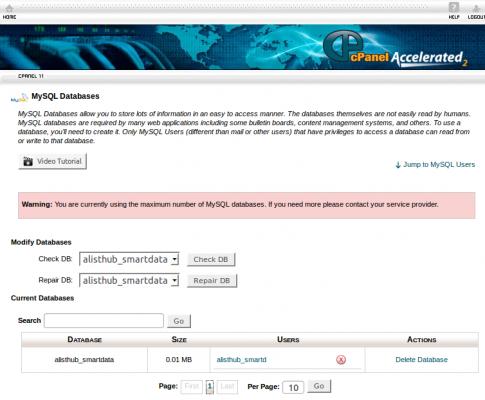 HOME
HELP
LOGOUT
cPanel Accelerated2
CPANEL 11
MySQL Databases
MySQL Databases allow you to store lots of information in an easy to access manner. The databases themselves are not easily read by humans.
MySQL databases are required by many web applications including some bulletin boards, content management systems, and others. To use a
database, you'll need to create it. Only MySQL Users (different than mail or other users) that have privileges to access a database can read from
or write to that database.
Video Tutorial
Jump to MySQL Users
Warning: You are currently using the maximum number of MySQL databases. If you need more please contact your service provider.
Modify Databases
Check DB: alisthub_smartdata Check DB
Repair DB: alisthub_smartdata Repair DB
Current Databases
Search Go
DATABASE SIZE USERS ACTIONS
alisthub_smartdata 0.01 MB alisthub_smartd Delete Database
Page: First 1 Last Per Page: 10 Go